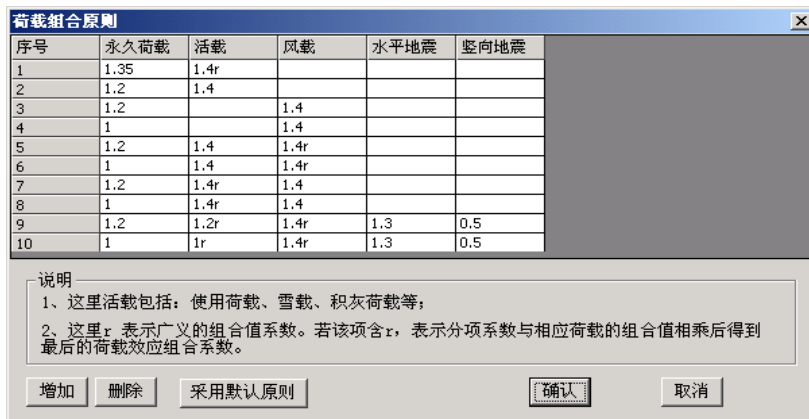 荷载组合原则
序号 永久荷载 活载 风载 水平地震 竖向地震
1 1.35 1.4r
2 1.2 1.4
3 1.2 1.4
4 1 1.4
5 1.2 1.4 1.4r
6 1 1.4 1.4r
7 1.2 1.4r 1.4
8 1 1.4r 1.4
9 1.2 1.2r 1.4r 1.3 0.5
10 1 1r 1.4r 1.3 0.5
说明
1、这里活载包括：使用荷载、雪载、积灰荷载等；
2、这里r 表示广义的组合值系数。若该项含r，表示分项系数与相应荷载的组合值相乘后得到
最后的荷载效应组合系数。
增加 删除 采用默认原则 确认 取消